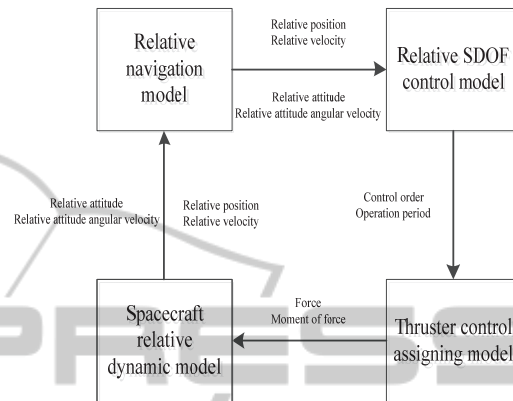 Relative
navigation
model
Relative position
Relative velocity
Relative attitude
Relative attitude angular velocity
Relative SDOF
control model
Relative attitude
Relative attitude angular velocity
Relative position
Relative velocity
Control order
Operation period
Spacecraft
relative
dynamic model
Force
Moment of force
Thruster control
assigning model
PRESS